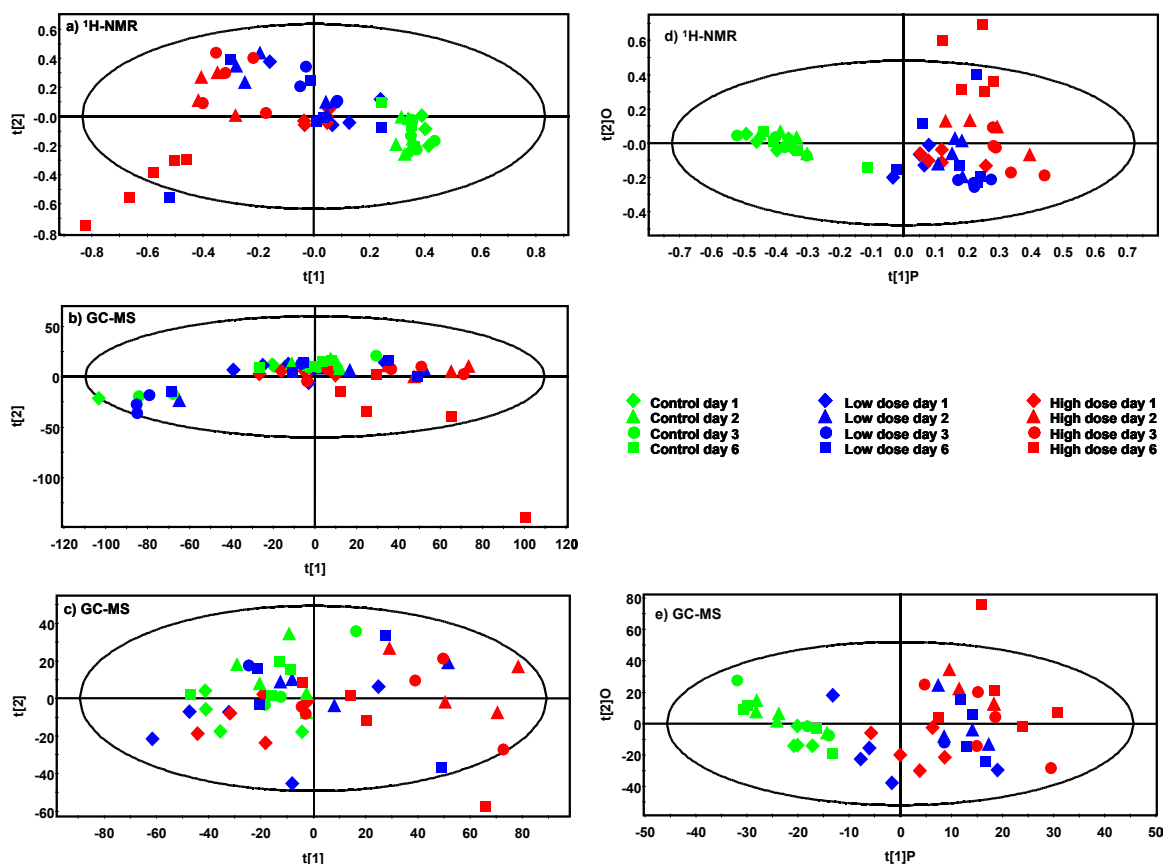 a) ¹H-NMR
t[2]
0.6
0.4
0.2
-0.0
-0.2
-0.4
-0.6
-0.8
-0.8 -0.6 -0.4 -0.2 0.0 0.2 0.4 0.6 0.8
t[1]
d) ¹H-NMR
t[2]O
0.6
0.4
0.2
-0.0
-0.2
-0.4
-0.7 -0.6 -0.5 -0.4 -0.3 -0.2 -0.1 0.0 0.1 0.2 0.3 0.4 0.5 0.6 0.7
t[1]P
b) GC-MS
t[2]
50
0
-50
-100
-120 -100 -80 -60 -40 -20 0 20 40 60 80 100 120
t[1]
Control day 1 Low dose day 1 High dose day 1
Control day 2 Low dose day 2 High dose day 2
Control day 3 Low dose day 3 High dose day 3
Control day 6 Low dose day 6 High dose day 6
c) GC-MS
t[2]
40
20
0
-20
-40
-60
-80 -60 -40 -20 0 20 40 60 80
t[1]
e) GC-MS
t[2]O
80
60
40
20
0
-20
-40
-50 -40 -30 -20 -10 0 10 20 30 40 50
t[1]P